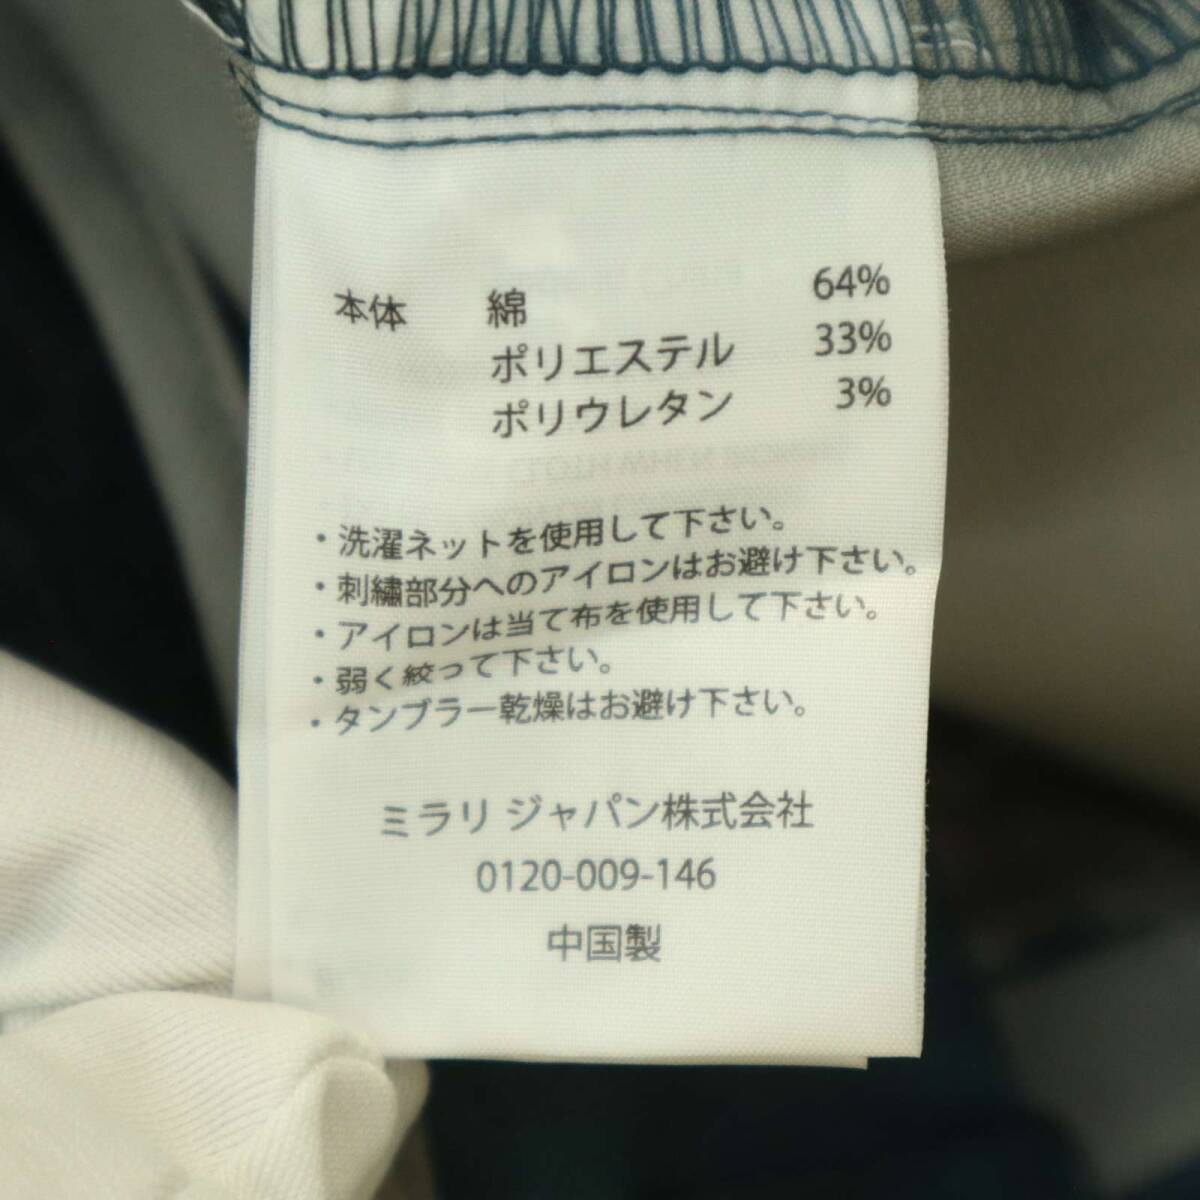 本体 綿 64%
ポリエステル 33%
ポリウレタン 3%
・洗濯ネットを使用して下さい。
・刺繍部分へのアイロンはお避け下さい。
・アイロンは当て布を使用して下さい。
・弱く絞って下さい。
・タンブラー乾燥はお避け下さい。
ミラリ ジャパン株式会社
0120-009-146
中国製